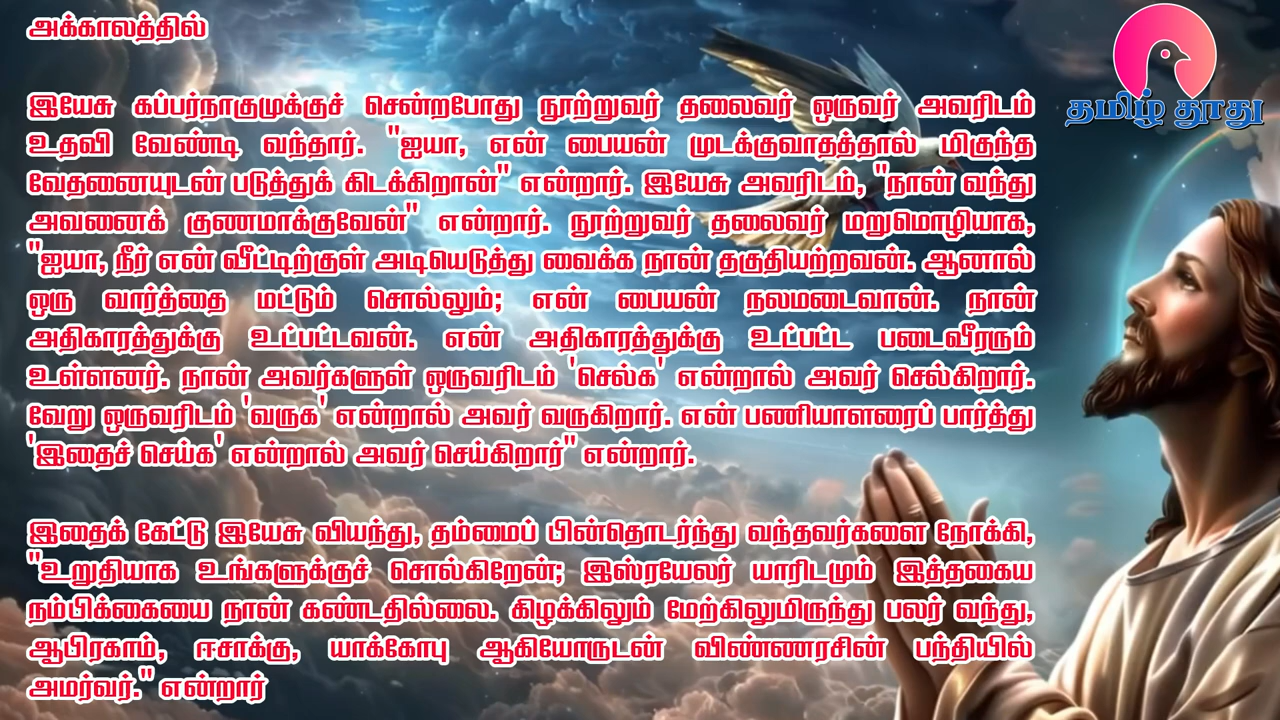 அக்காலத்தில்
தமிழ் தூது
இயேசு கப்பர்நாகுமுக்குச் சென்றபோது நூற்றுவர் தலைவர் ஒருவர் அவரிடம்
உதவி வேண்டி வந்தார். "ஐயா, என் பையன் முடக்குவாதத்தால் மிகுந்த
வேதனையுடன் படுத்துக் கிடக்கிறான்" என்றார். இயேசு அவரிடம், "நான் வந்து
அவனைக் குணமாக்குவேன்" என்றார். நூற்றுவர் தலைவர் மறுமொழியாக,
"ஐயா, நீர் என் வீட்டிற்குள் அடியெடுத்து வைக்க நான் தகுதியற்றவன். ஆனால்
ஒரு வார்த்தை மட்டும் சொல்லும்; என் பையன் நலமடைவான். நான்
அதிகாரத்துக்கு உட்பட்டவன். என் அதிகாரத்துக்கு உட்பட்ட படைவீரரும்
உள்ளனர். நான் அவர்களுள் ஒருவரிடம் 'செல்க' என்றால் அவர் செல்கிறார்.
வேறு ஒருவரிடம் 'வருக' என்றால் அவர் வருகிறார். என் பணியாளரைப் பார்த்து
'இதைச் செய்க' என்றால் அவர் செய்கிறார்" என்றார்.
இதைக் கேட்டு இயேசு வியந்து, தம்மைப் பின்தொடர்ந்து வந்தவர்களை நோக்கி,
"உறுதியாக உங்களுக்குச் சொல்கிறேன்; இஸ்ரயேலர் யாரிடமும் இத்தகைய
நம்பிக்கையை நான் கண்டதில்லை. கிழக்கிலும் மேற்கிலுமிருந்து பலர் வந்து,
ஆபிரகாம், ஈசாக்கு, யாக்கோபு ஆகியோருடன் விண்ணரசின் பந்தியில்
அமர்வர்." என்றார்